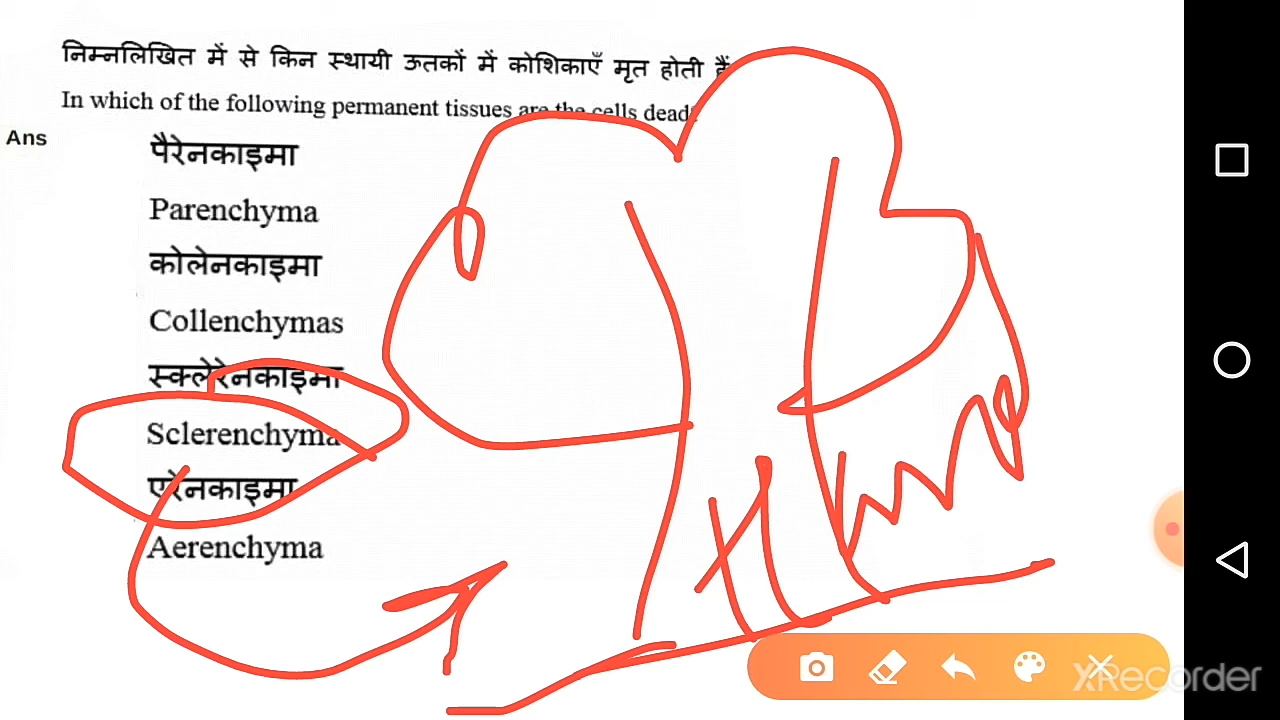 निम्नलिखित में से किन स्थायी ऊतकों में कोशिकाएँ मृत होती हैं
In which of the following permanent tissues are the cells dead?
Ans
पैरेनकाइमा
Parenchyma
कोलेनकाइमा
Collenchymas
स्क्लेरेनकाइमा
Sclerenchyma
एरेनकाइमा
Aerenchyma
XRecorder